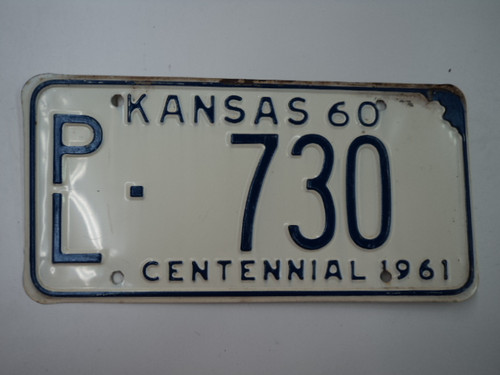 KANSAS 60
PL · 730
CENTENNIAL 1961